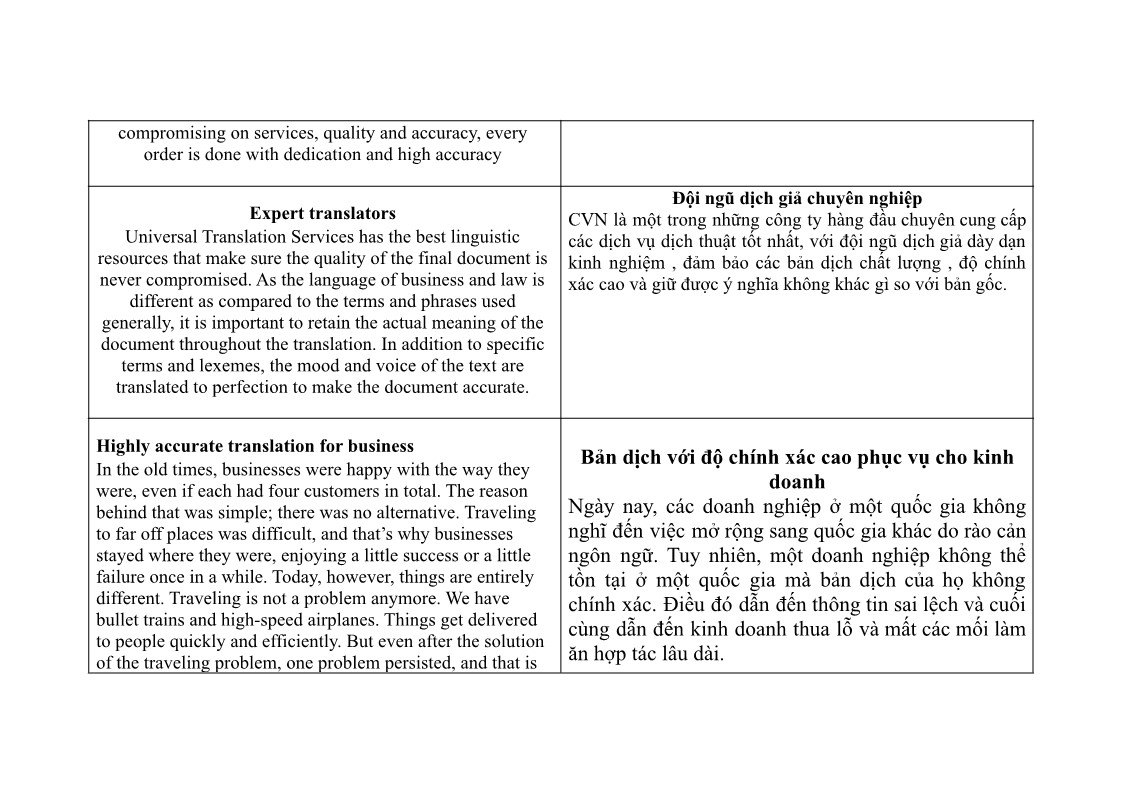 compromising on services, quality and accuracy, every
order is done with dedication and high accuracy
Expert translators
Universal Translation Services has the best linguistic
resources that make sure the quality of the final document is
never compromised. As the language of business and law is
different as compared to the terms and phrases used
generally, it is important to retain the actual meaning of the
document throughout the translation. In addition to specific
terms and lexemes, the mood and voice of the text are
translated to perfection to make the document accurate.
Đội ngũ dịch giả chuyên nghiệp
CVN là một trong những công ty hàng đầu chuyên cung cấp
các dịch vụ dịch thuật tốt nhất, với đội ngũ dịch giả dày dạn
kinh nghiệm , đảm bảo các bản dịch chất lượng , độ chính
xác cao và giữ được ý nghĩa không khác gì so với bản gốc.
Highly accurate translation for business
In the old times, businesses were happy with the way they
were, even if each had four customers in total. The reason
behind that was simple; there was no alternative. Traveling
to far off places was difficult, and that’s why businesses
stayed where they were, enjoying a little success or a little
failure once in a while. Today, however, things are entirely
different. Traveling is not a problem anymore. We have
bullet trains and high-speed airplanes. Things get delivered
to people quickly and efficiently. But even after the solution
of the traveling problem, one problem persisted, and that is
Bản dịch với độ chính xác cao phục vụ cho kinh
doanh
Ngày nay, các doanh nghiệp ở một quốc gia không
nghĩ đến việc mở rộng sang quốc gia khác do rào cản
ngôn ngữ. Tuy nhiên, một doanh nghiệp không thể
tồn tại ở một quốc gia mà bản dịch của họ không
chính xác. Điều đó dẫn đến thông tin sai lệch và cuối
cùng dẫn đến kinh doanh thua lỗ và mất các mối làm
ăn hợp tác lâu dài.